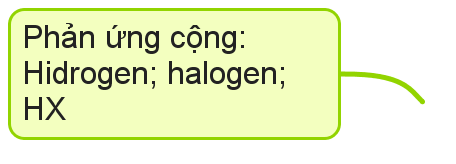 Phản ứng cộng:
Hidrogen; halogen;
HX